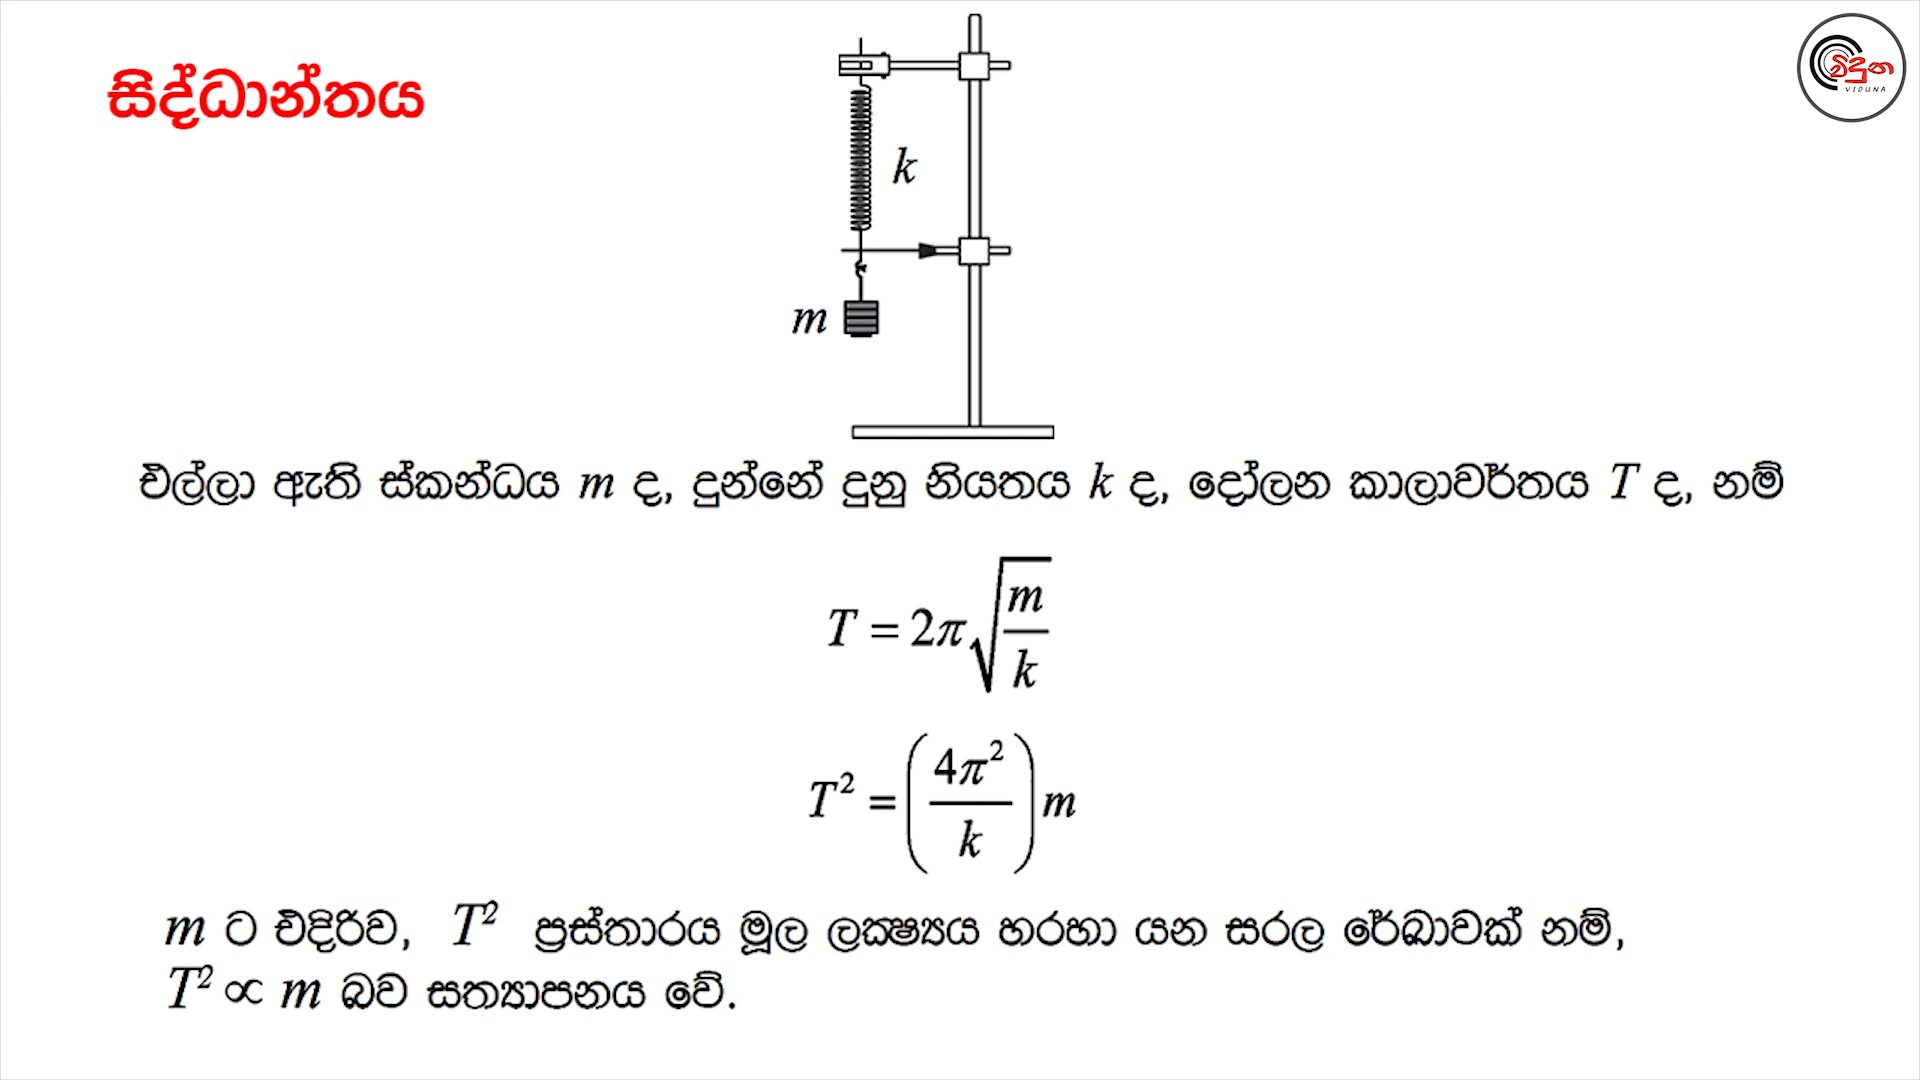 සිද්ධාන්තය
විදුන
VIDUNA
k
m
එල්ලා ඇති ස්කන්ධය m ද, දුන්නේ දුනු නියතය k ද, දෝලන කාලාවර්තය T ද, නම්
T = 2π√(m/k)
T² = (4π²/k) m
m ට එදිරිව, T² ප්‍රස්තාරය මූල ලක්‍ෂ්‍යය හරහා යන සරල රේඛාවක් නම්,
T² ∝ m බව සත්‍යාපනය වේ.